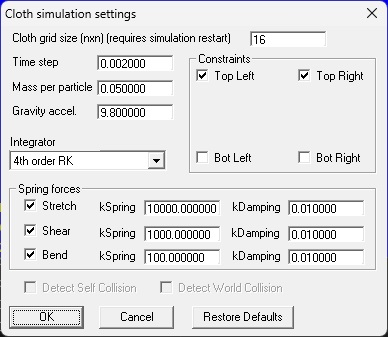 Cloth simulation settings
Cloth grid size (nxn) (requires simulation restart) 16
Time step 0.002000
Mass per particle 0.050000
Gravity accel. 9.800000
Constraints
Top Left Top Right
Bot Left Bot Right
Integrator
4th order RK
Spring forces
Stretch kSpring 10000.000000 kDamping 0.010000
Shear kSpring 1000.000000 kDamping 0.010000
Bend kSpring 100.000000 kDamping 0.010000
Detect Self Collision Detect World Collision
OK Cancel Restore Defaults